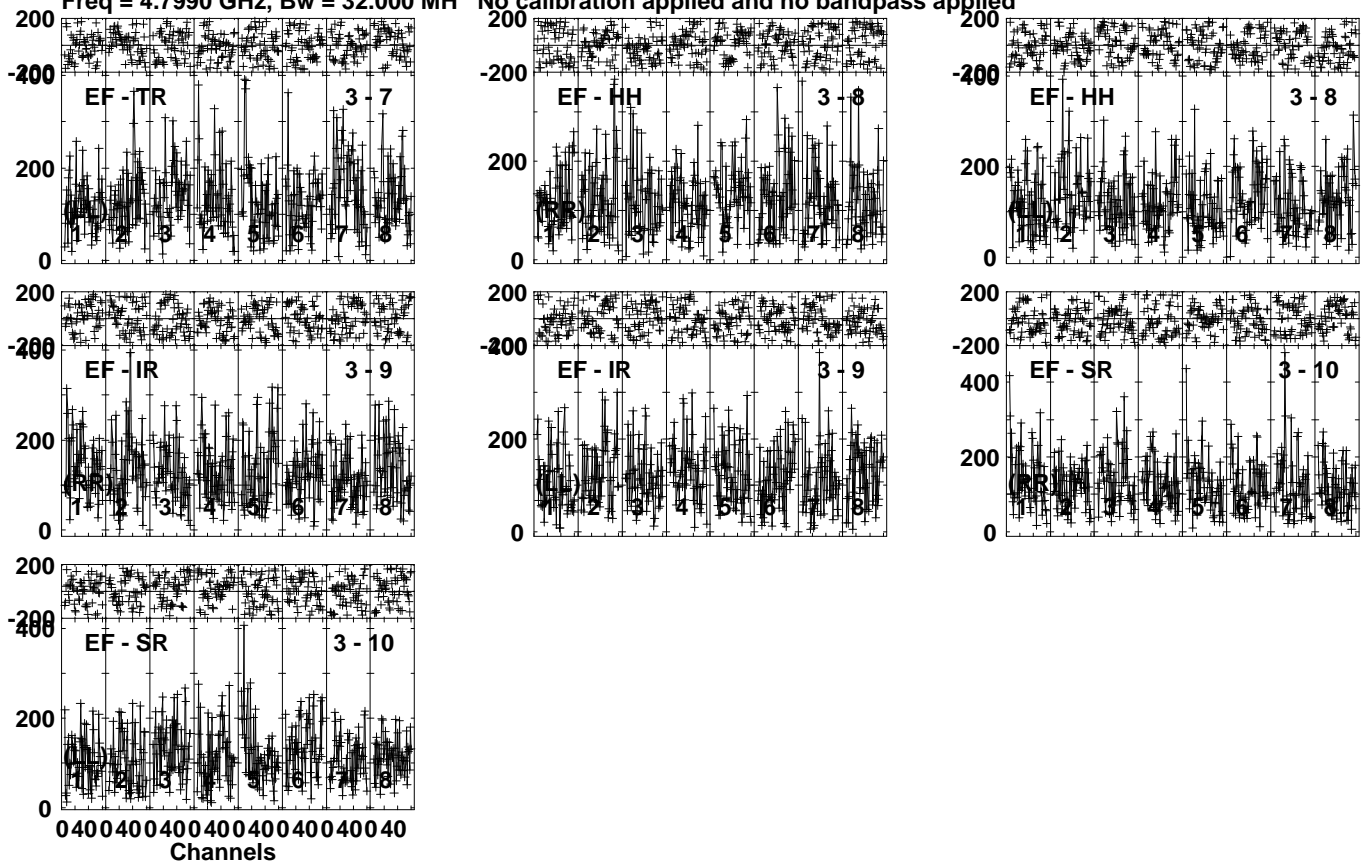 Freq = 4.7990 GHz, Bw = 32.000 MH No calibration applied and no bandpass applied
200
-200
400
EF - TR 3 - 7
200
(LL)
1 2 3 4 5 6 7 8
0
200
-200
EF - HH 3 - 8
200
(RR)
1 2 3 4 5 6 7 8
0
200
-200
400
EF - HH 3 - 8
200
(LL)
1 2 3 4 5 6 7 8
0
200
-200
400
EF - IR 3 - 9
200
(RR)
1 2 3 4 5 6 7 8
0
200
-200
400
EF - IR 3 - 9
200
(LL)
1 2 3 4 5 6 7 8
0
200
-200
400
EF - SR 3 - 10
200
(RR)
1 2 3 4 5 6 7 8
0
200
-200
400
EF - SR 3 - 10
200
(LL)
1 2 3 4 5 6 7 8
0
0 40 0 40 0 40 0 40 0 40 0 40 0 40 0 40
Channels